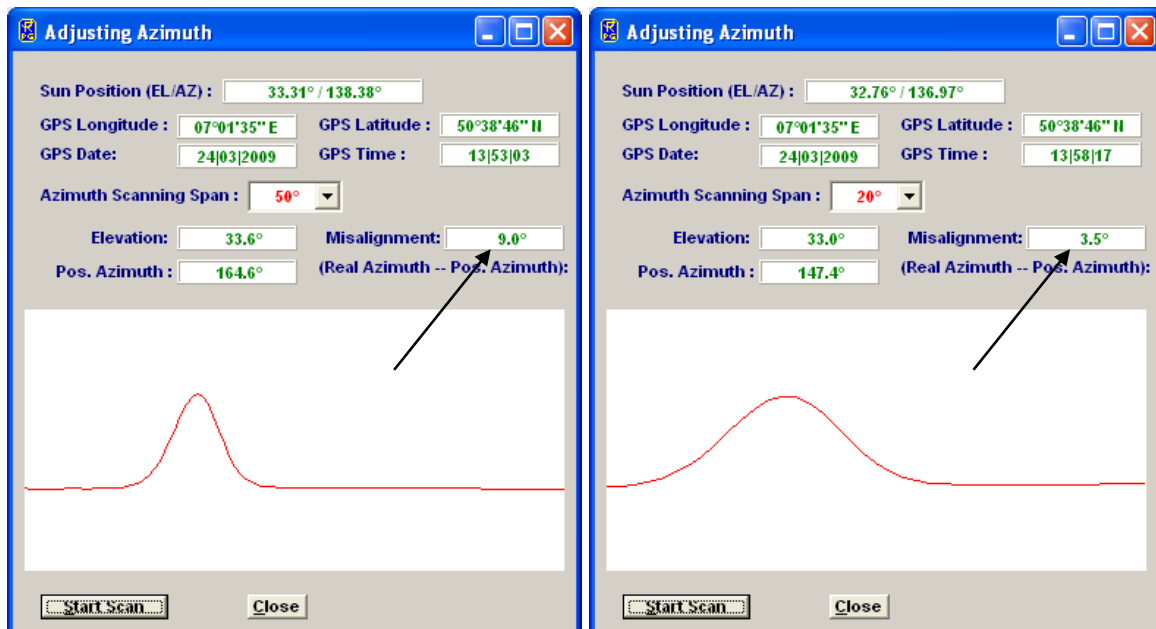 Adjusting Azimuth
Sun Position (EL/AZ) : 33.31° / 138.38°
GPS Longitude : 07°01'35" E GPS Latitude : 50°38'46" N
GPS Date: 24|03|2009 GPS Time : 13|53|03
Azimuth Scanning Span : 50°
Elevation: 33.6° Misalignment: 9.0°
Pos. Azimuth : 164.6° (Real Azimuth -- Pos. Azimuth):
Start Scan Close
Adjusting Azimuth
Sun Position (EL/AZ) : 32.76° / 136.97°
GPS Longitude : 07°01'35" E GPS Latitude : 50°38'46" N
GPS Date: 24|03|2009 GPS Time : 13|58|17
Azimuth Scanning Span : 20°
Elevation: 33.0° Misalignment: 3.5°
Pos. Azimuth : 147.4° (Real Azimuth -- Pos. Azimuth):
Start Scan Close